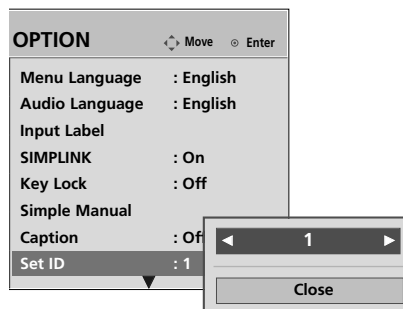 OPTION Move Enter
Menu Language : English
Audio Language : English
Input Label
SIMPLINK : On
Key Lock : Off
Simple Manual
Caption : Of
Set ID : 1
◄ 1 ►
Close